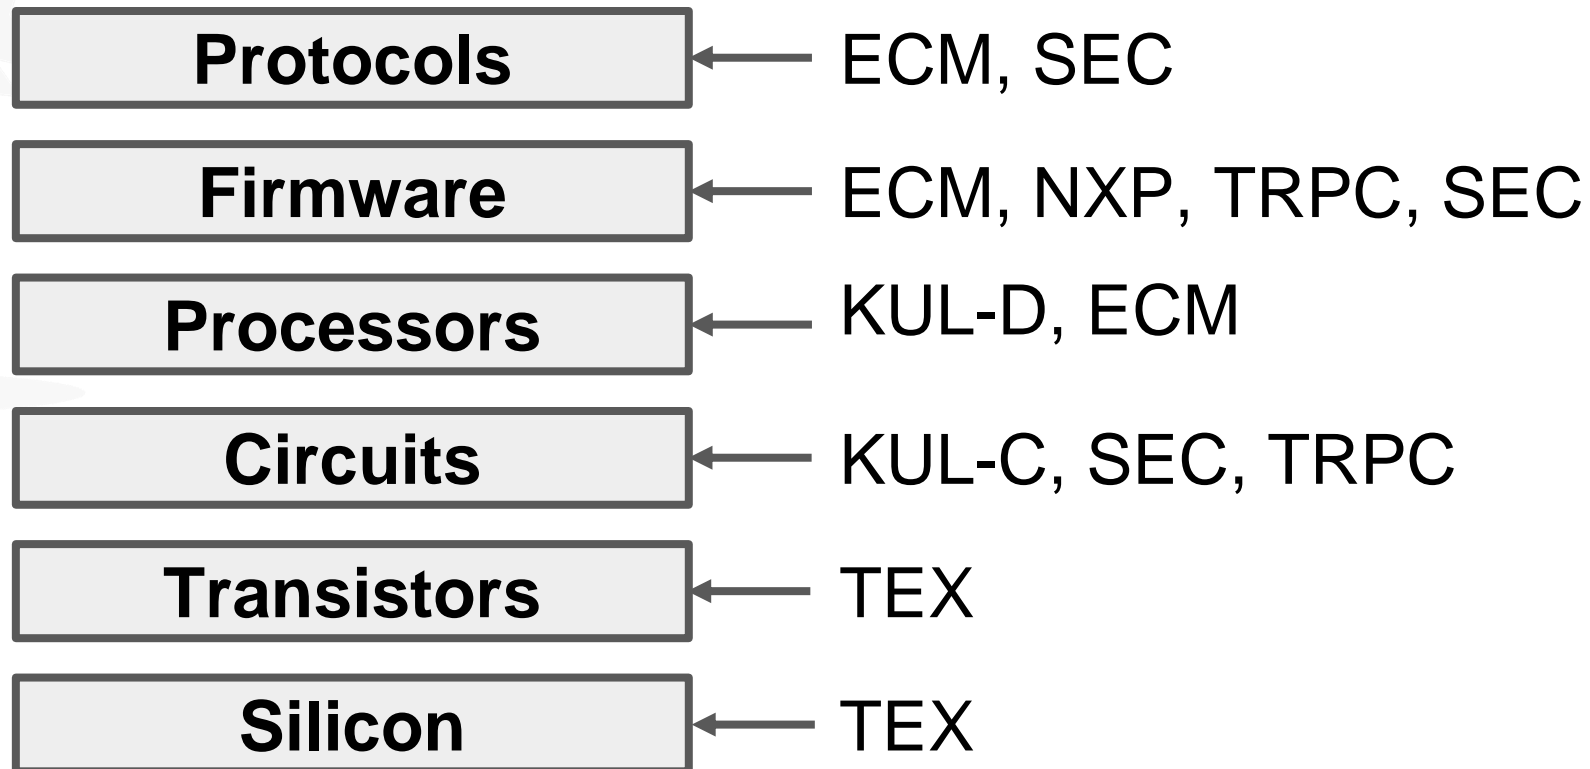 Protocols ECM, SEC
Firmware ECM, NXP, TRPC, SEC
Processors KUL-D, ECM
Circuits KUL-C, SEC, TRPC
Transistors TEX
Silicon TEX